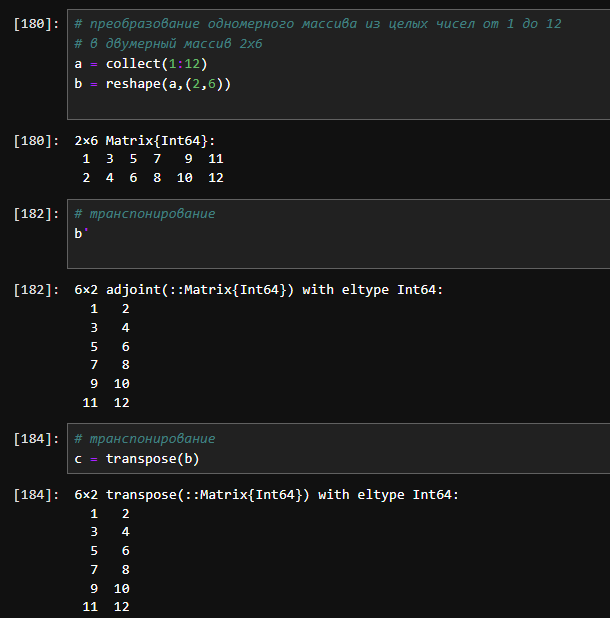 [180]: # преобразование одномерного массива из целых чисел от 1 до 12
# в двумерный массив 2x6
a = collect(1:12)
b = reshape(a,(2,6))
[180]: 2×6 Matrix{Int64}:
1 3 5 7 9 11
2 4 6 8 10 12
[182]: # транспонирование
b'
[182]: 6×2 adjoint(::Matrix{Int64}) with eltype Int64:
1 2
3 4
5 6
7 8
9 10
11 12
[184]: # транспонирование
c = transpose(b)
[184]: 6×2 transpose(::Matrix{Int64}) with eltype Int64:
1 2
3 4
5 6
7 8
9 10
11 12